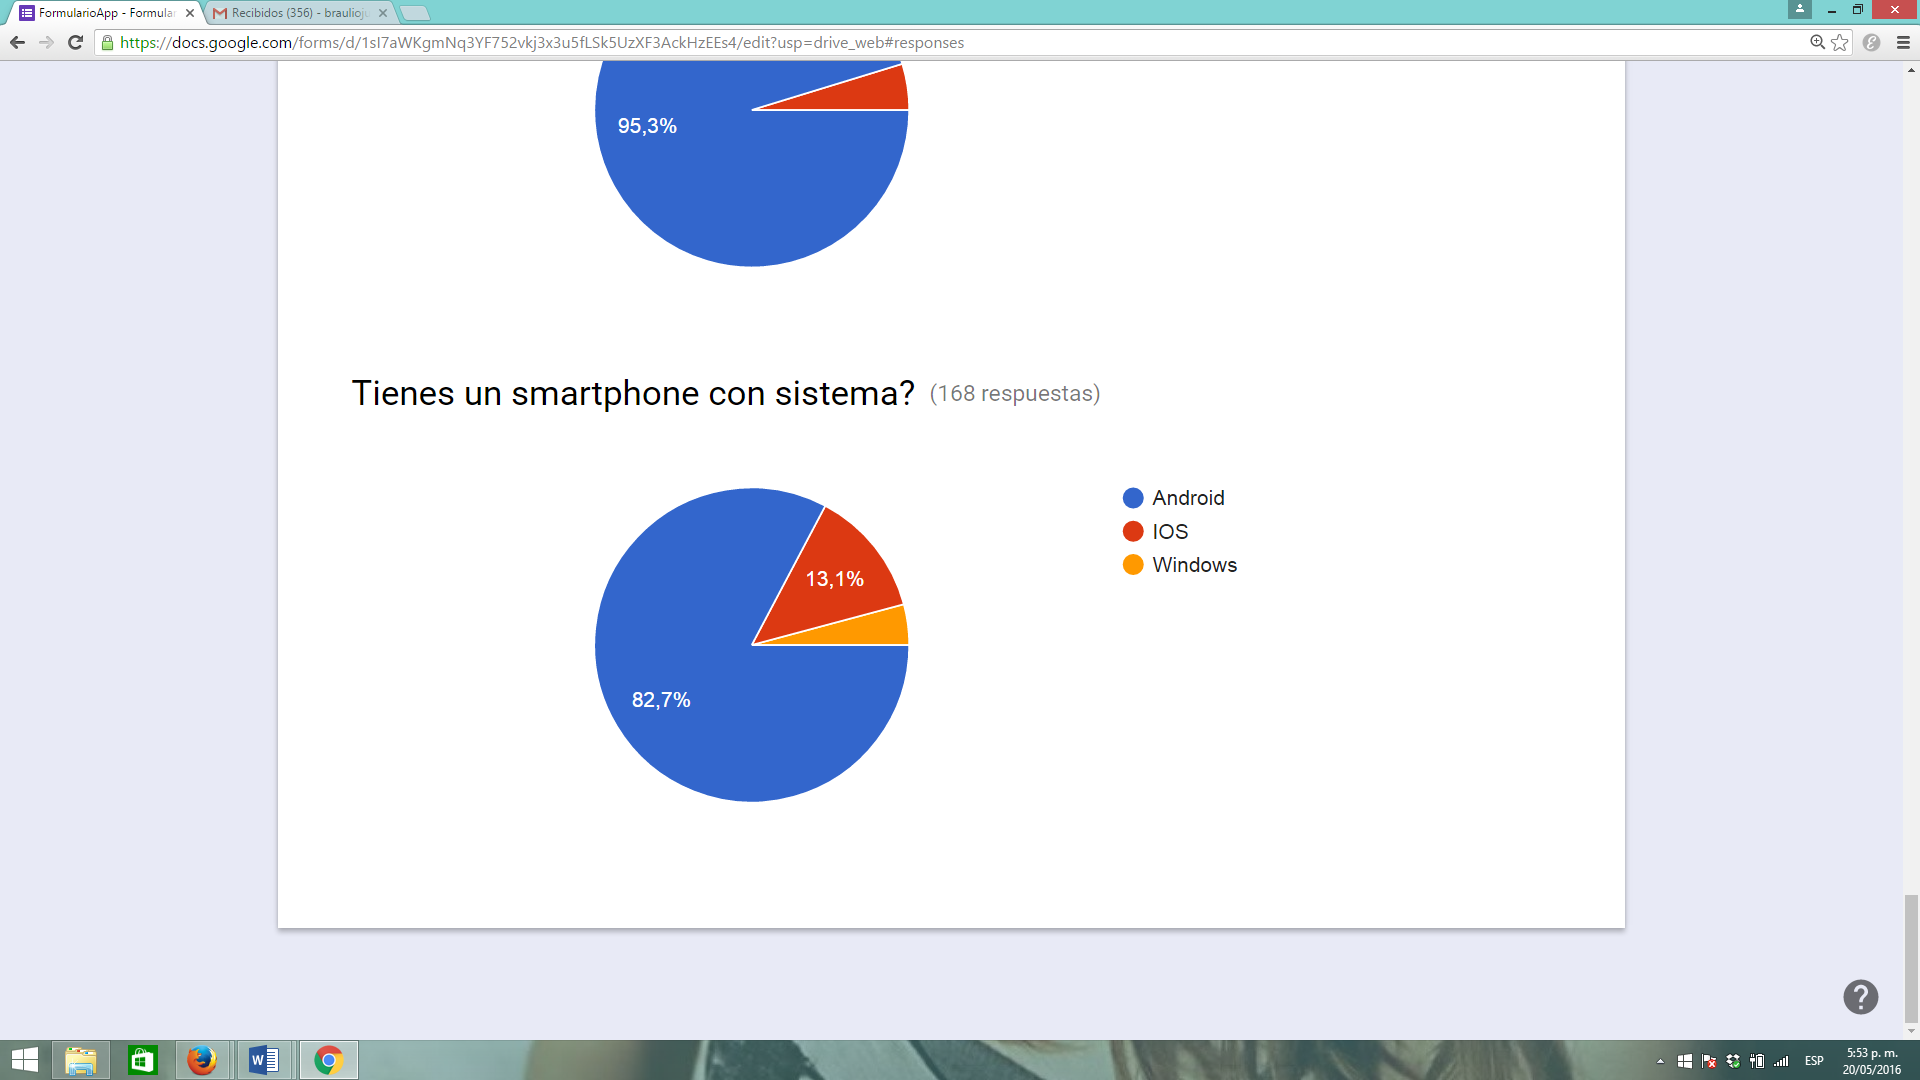 FormularioApp - Formula
Recibidos (356) - braulioj
https://docs.google.com/forms/d/1sI7aWKgmNq3YF752vkj3x3u5fLSk5UzXF3AckHzEEs4/edit?usp=drive_web#responses
95,3%
Tienes un smartphone con sistema? (168 respuestas)
Android
IOS
Windows
13,1%
82,7%
?
ESP
5:53 p. m.
20/05/2016